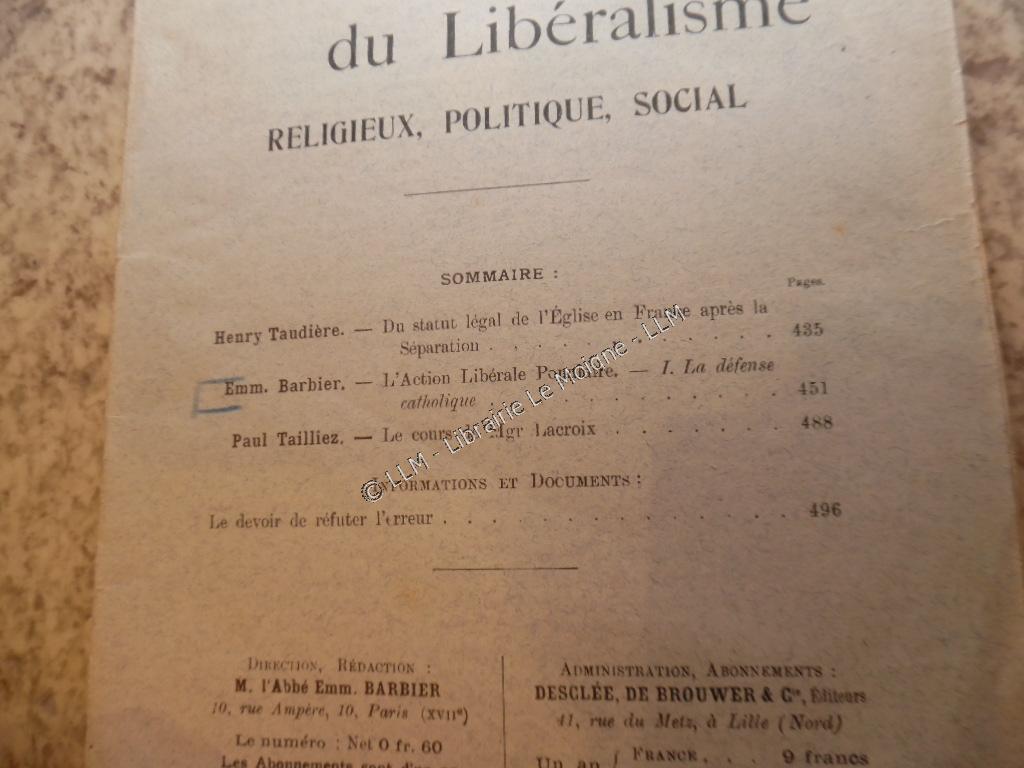 du Libéralisme
RELIGIEUX, POLITIQUE, SOCIAL
SOMMAIRE :
Pages.
Henry Taudière. — Du statut légal de l'Église en France après la
Séparation . . . . . . . . . . 435
Emm. Barbier. — L'Action Libérale Populaire. — I. La défense
catholique . . . . . . . . . . 451
Paul Tailliez. — Le cours de Mgr Lacroix . . . . . . . 488
INFORMATIONS ET DOCUMENTS :
Le devoir de réfuter l'erreur . . . . . . . . . . . . 496
© LLM - Librairie Le Moigne - LLM
DIRECTION, RÉDACTION :
M. l'Abbé Emm. BARBIER
10, rue Ampère, 10, Paris (XVIIe)
Le numéro : Net 0 fr. 60
Les Abonnements sont
ADMINISTRATION, ABONNEMENTS :
DESCLÉE, DE BROUWER & Cie, Éditeurs
41, rue du Metz, à Lille (Nord)
Un an { FRANCE. . . 9 francs